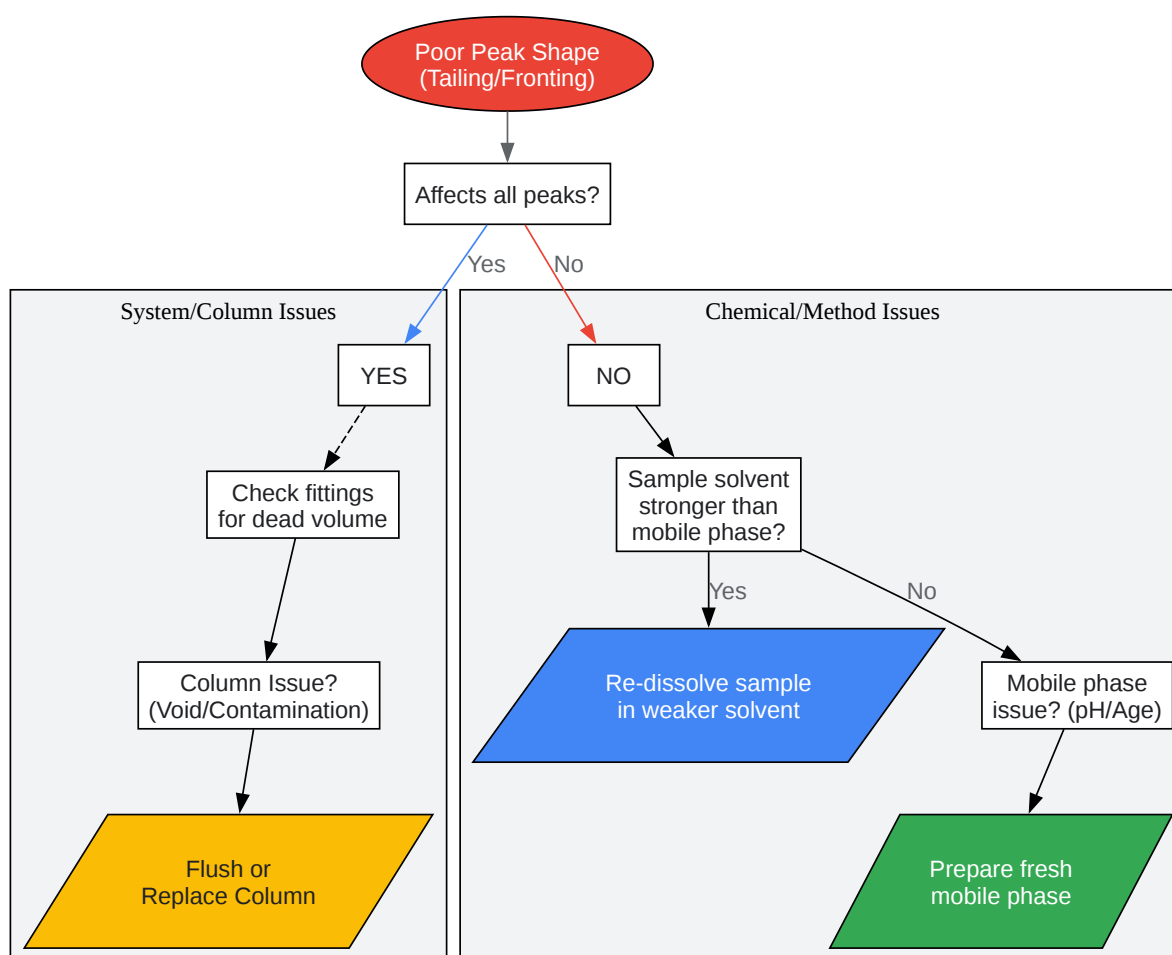 Poor Peak Shape
(Tailing/Fronting)
Affects all peaks?
Yes
No
System/Column Issues
Chemical/Method Issues
YES
NO
Check fittings
for dead volume
Sample solvent
stronger than
mobile phase?
Yes
No
Column Issue?
(Void/Contamination)
Re-dissolve sample
in weaker solvent
Mobile phase
issue? (pH/Age)
Flush or
Replace Column
Prepare fresh
mobile phase